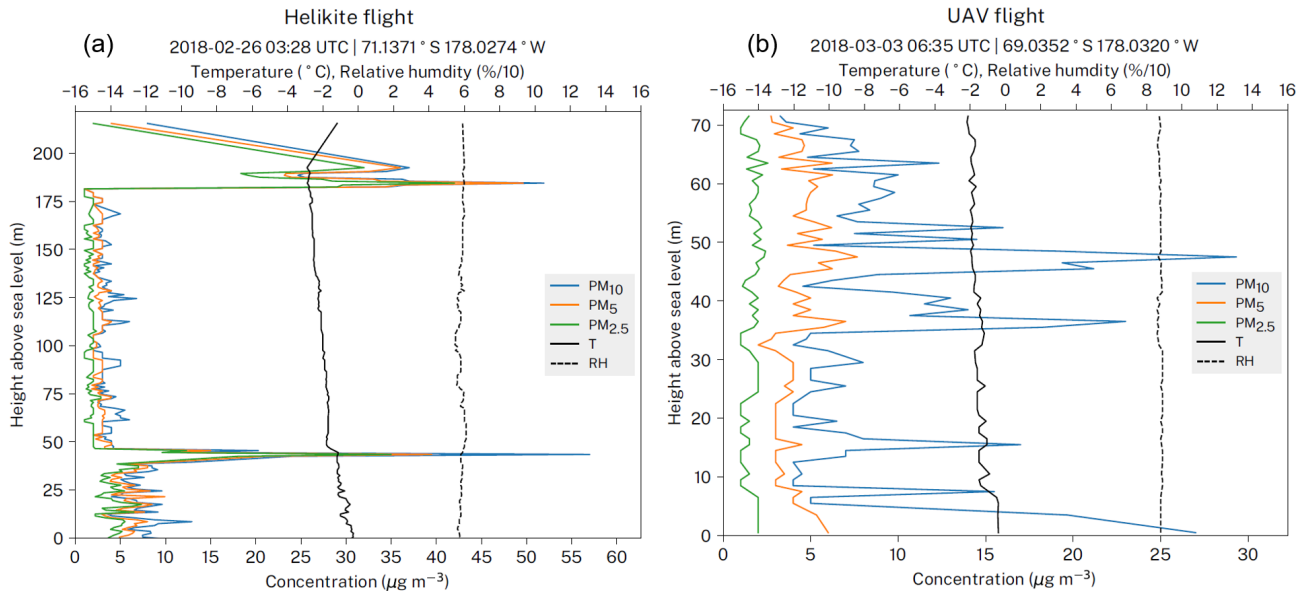 Helikite flight
(a)
2018-02-26 03:28 UTC | 71.1371° S 178.0274° W
Temperature (°C), Relative humidity (%/10)
−16 −14 −12 −10 −8 −6 −4 −2 0 2 4 6 8 10 12 14 16
Height above sea level (m)
200
175
150
125
100
75
50
25
0
PM10
PM5
PM2.5
T
RH
0 5 10 15 20 25 30 35 40 45 50 55 60
Concentration (µg m−3)
UAV flight
(b)
2018-03-03 06:35 UTC | 69.0352° S 178.0320° W
Temperature (°C), Relative humidity (%/10)
−16 −14 −12 −10 −8 −6 −4 −2 0 2 4 6 8 10 12 14 16
Height above sea level (m)
70
60
50
40
30
20
10
0
PM10
PM5
PM2.5
T
RH
0 5 10 15 20 25 30
Concentration (µg m−3)